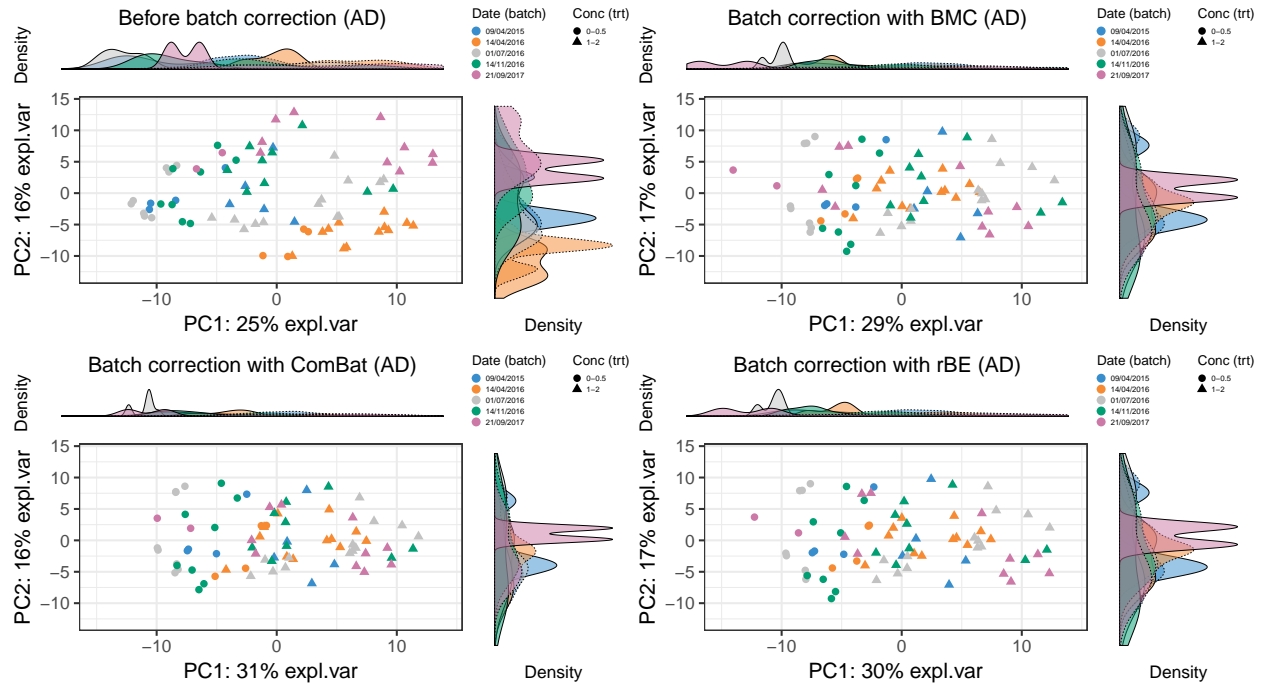 Before batch correction (AD)
Density
Date (batch)
09/04/2015
14/04/2016
01/07/2016
14/11/2016
21/09/2017
Conc (trt)
0−0.5
1−2
PC2: 16% expl.var
15
10
5
0
−5
−10
−10
0
10
PC1: 25% expl.var
Density
Batch correction with BMC (AD)
Density
Date (batch)
09/04/2015
14/04/2016
01/07/2016
14/11/2016
21/09/2017
Conc (trt)
0−0.5
1−2
PC2: 17% expl.var
15
10
5
0
−5
−10
−10
0
10
PC1: 29% expl.var
Density
Batch correction with ComBat (AD)
Density
Date (batch)
09/04/2015
14/04/2016
01/07/2016
14/11/2016
21/09/2017
Conc (trt)
0−0.5
1−2
PC2: 16% expl.var
15
10
5
0
−5
−10
−10
0
10
PC1: 31% expl.var
Density
Batch correction with rBE (AD)
Density
Date (batch)
09/04/2015
14/04/2016
01/07/2016
14/11/2016
21/09/2017
Conc (trt)
0−0.5
1−2
PC2: 17% expl.var
15
10
5
0
−5
−10
−10
0
10
PC1: 30% expl.var
Density